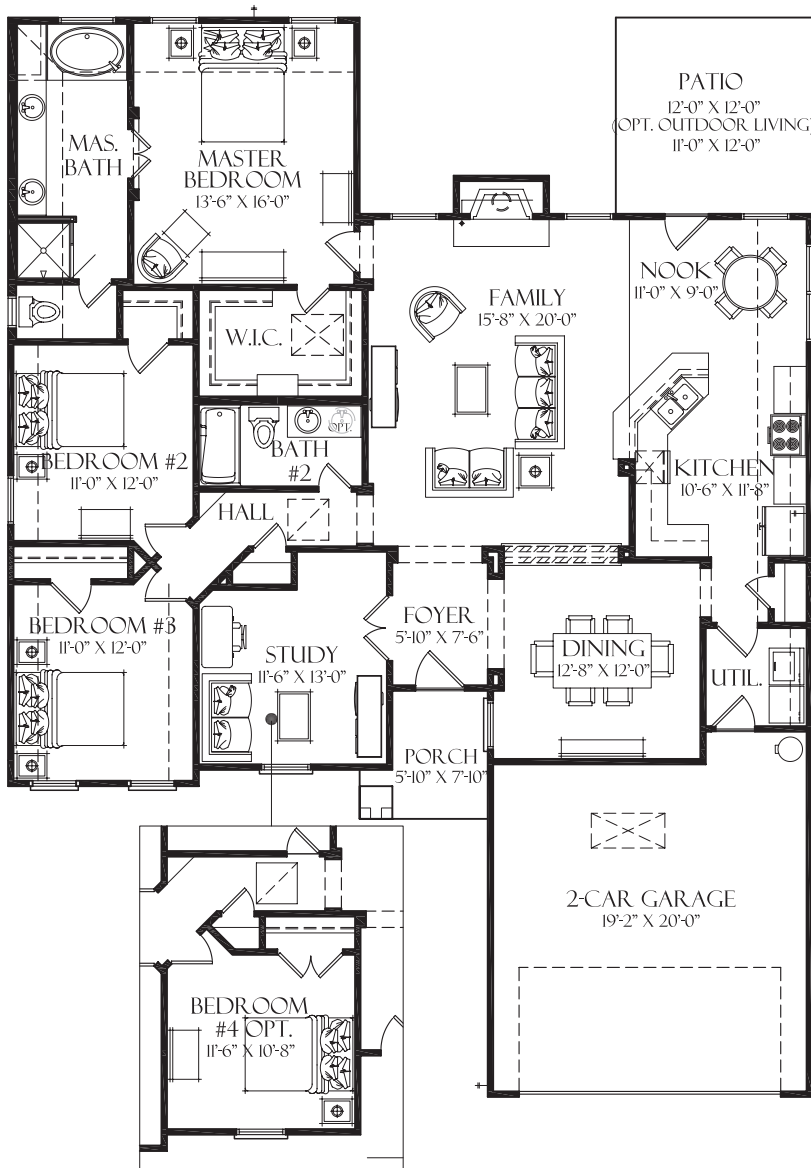 PATIO
12'-0" X 12'-0"
(OPT. OUTDOOR LIVING)
11'-0" X 12'-0"
MAS.
BATH
MASTER
BEDROOM
13'-6" X 16'-0"
NOOK
11'-0" X 9'-0"
FAMILY
15'-8" X 20'-0"
W.I.C.
OPT.
BATH
#2
BEDROOM #2
11'-0" X 12'-0"
KITCHEN
10'-6" X 11'-8"
HALL
BEDROOM #3
11'-0" X 12'-0"
FOYER
5'-10" X 7'-6"
STUDY
11'-6" X 13'-0"
DINING
12'-8" X 12'-0"
UTIL.
PORCH
5'-10" X 7'-10"
2-CAR GARAGE
19'-2" X 20'-0"
BEDROOM
#4 OPT.
11'-6" X 10'-8"